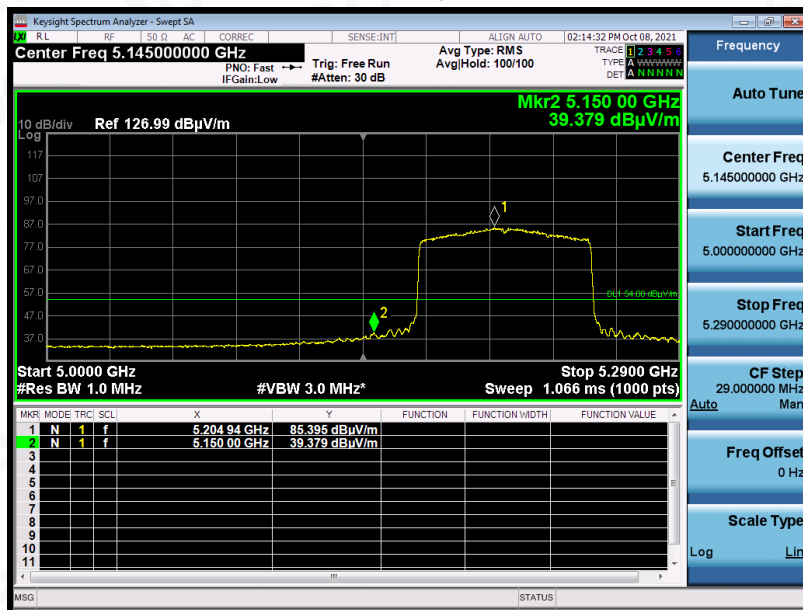 Keysight Spectrum Analyzer - Swept SA
LXI RL RF 50 Ω AC CORREC SENSE:INT ALIGN AUTO 02:14:32 PM Oct 08, 2021
Center Freq 5.145000000 GHz
PNO: Fast
IFGain:Low
Trig: Free Run
#Atten: 30 dB
Avg Type: RMS
Avg|Hold: 100/100
TRACE 1 2 3 4 5 6
TYPE A WWWWW
DET A N N N N N
Mkr2 5.150 00 GHz
39.379 dBµV/m
10 dB/div Ref 126.99 dBµV/m
Log
117
107
97.0
87.0
77.0
67.0
57.0
47.0
37.0
1
2
DL1 54.00 dBµV/m
Start 5.0000 GHz Stop 5.2900 GHz
#Res BW 1.0 MHz #VBW 3.0 MHz* Sweep 1.066 ms (1000 pts)
MKR MODE TRC SCL X Y FUNCTION FUNCTION WIDTH FUNCTION VALUE
1 N 1 f 5.204 94 GHz 85.395 dBµV/m
2 N 1 f 5.150 00 GHz 39.379 dBµV/m
3
4
5
6
7
8
9
10
11
MSG STATUS
Frequency
Auto Tune
Center Freq
5.145000000 GHz
Start Freq
5.000000000 GHz
Stop Freq
5.290000000 GHz
CF Step
29.000000 MHz
Auto Man
Freq Offset
0 Hz
Scale Type
Log Lin